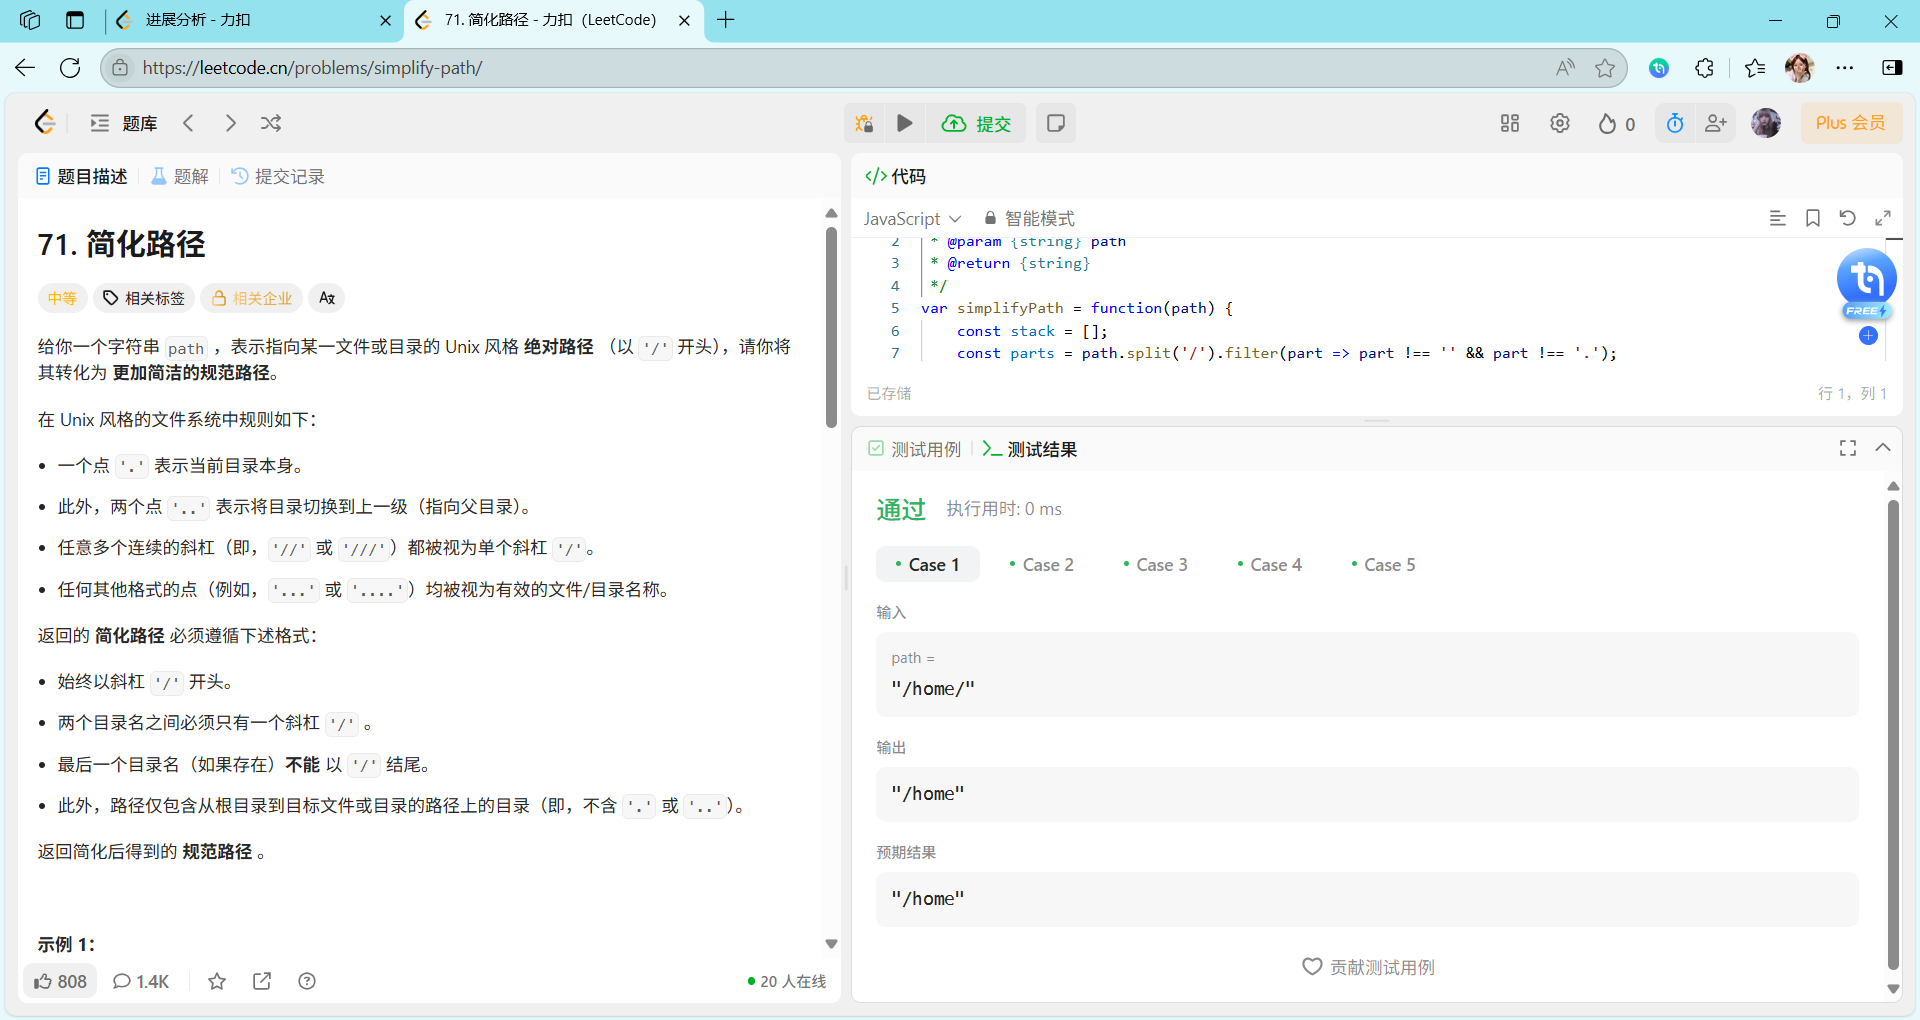 进展分析 - 力扣
71. 简化路径 - 力扣（LeetCode）
https://leetcode.cn/problems/simplify-path/
题库
提交
0
Plus 会员
题目描述
题解
提交记录
71. 简化路径
中等
相关标签
相关企业
给你一个字符串 path ，表示指向某一文件或目录的 Unix 风格 绝对路径 （以 '/' 开头），请你将
其转化为 更加简洁的规范路径。
在 Unix 风格的文件系统中规则如下：
• 一个点 '.' 表示当前目录本身。
• 此外，两个点 '..' 表示将目录切换到上一级（指向父目录）。
• 任意多个连续的斜杠（即，'//' 或 '///'）都被视为单个斜杠 '/'。
• 任何其他格式的点（例如，'...' 或 '....'）均被视为有效的文件/目录名称。
返回的 简化路径 必须遵循下述格式：
• 始终以斜杠 '/' 开头。
• 两个目录名之间必须只有一个斜杠 '/' 。
• 最后一个目录名（如果存在）不能 以 '/' 结尾。
• 此外，路径仅包含从根目录到目标文件或目录的路径上的目录（即，不含 '.' 或 '..'）。
返回简化后得到的 规范路径 。
示例 1：
808
1.4K
20 人在线
</> 代码
JavaScript
智能模式
2 * @param {string} path
3 * @return {string}
4 */
5 var simplifyPath = function(path) {
6 const stack = [];
7 const parts = path.split('/').filter(part => part !== '' && part !== '.');
FREE
已存储
行 1，列 1
测试用例
测试结果
通过
执行用时: 0 ms
• Case 1
• Case 2
• Case 3
• Case 4
• Case 5
输入
path =
"/home/"
输出
"/home"
预期结果
"/home"
贡献测试用例